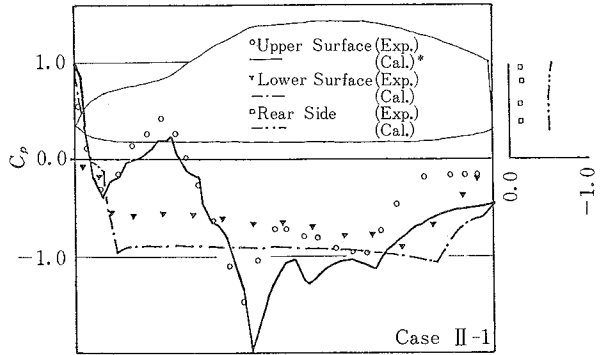 1.0
0.0
−1.0
C_p
○Upper Surface (Exp.)
(Cal.)*
▼Lower Surface (Exp.)
(Cal.)
□Rear Side (Exp.)
(Cal.)
Case II-1
0.0
−1.0